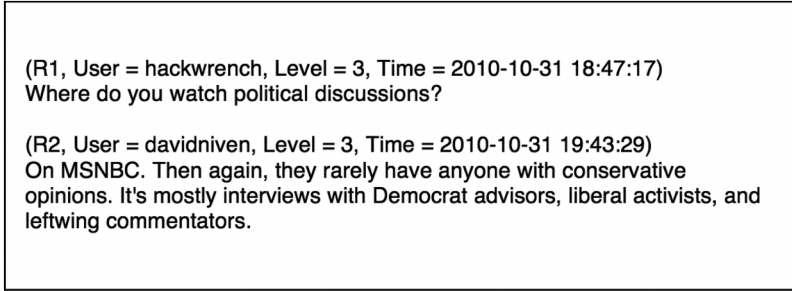 (R1, User = hackwrench, Level = 3, Time = 2010-10-31 18:47:17)
Where do you watch political discussions?
(R2, User = davidniven, Level = 3, Time = 2010-10-31 19:43:29)
On MSNBC. Then again, they rarely have anyone with conservative
opinions. It's mostly interviews with Democrat advisors, liberal activists, and
leftwing commentators.